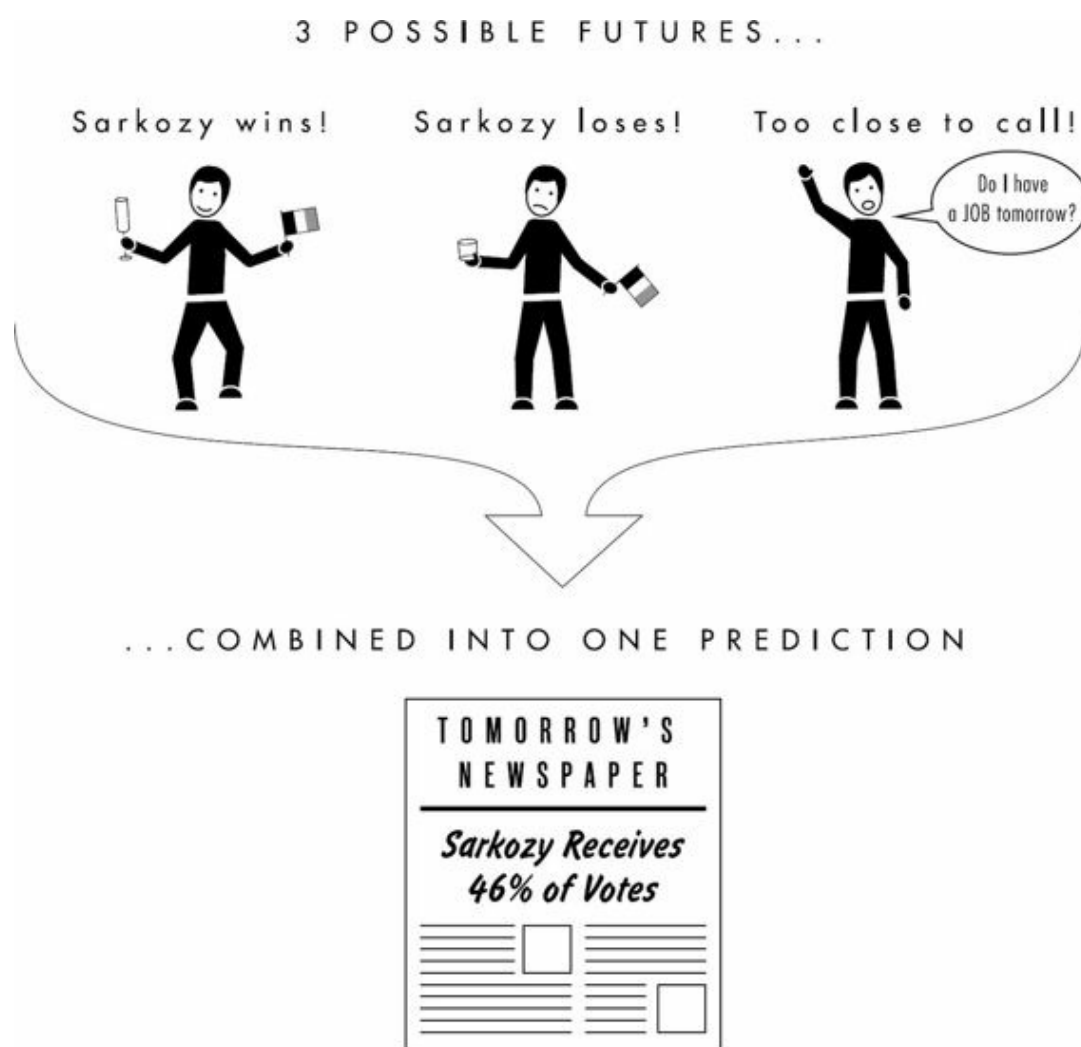 3 POSSIBLE FUTURES...
Sarkozy wins!
Sarkozy loses!
Too close to call!
Do I have
a JOB tomorrow?
...COMBINED INTO ONE PREDICTION
TOMORROW'S
NEWSPAPER
Sarkozy Receives
46% of Votes